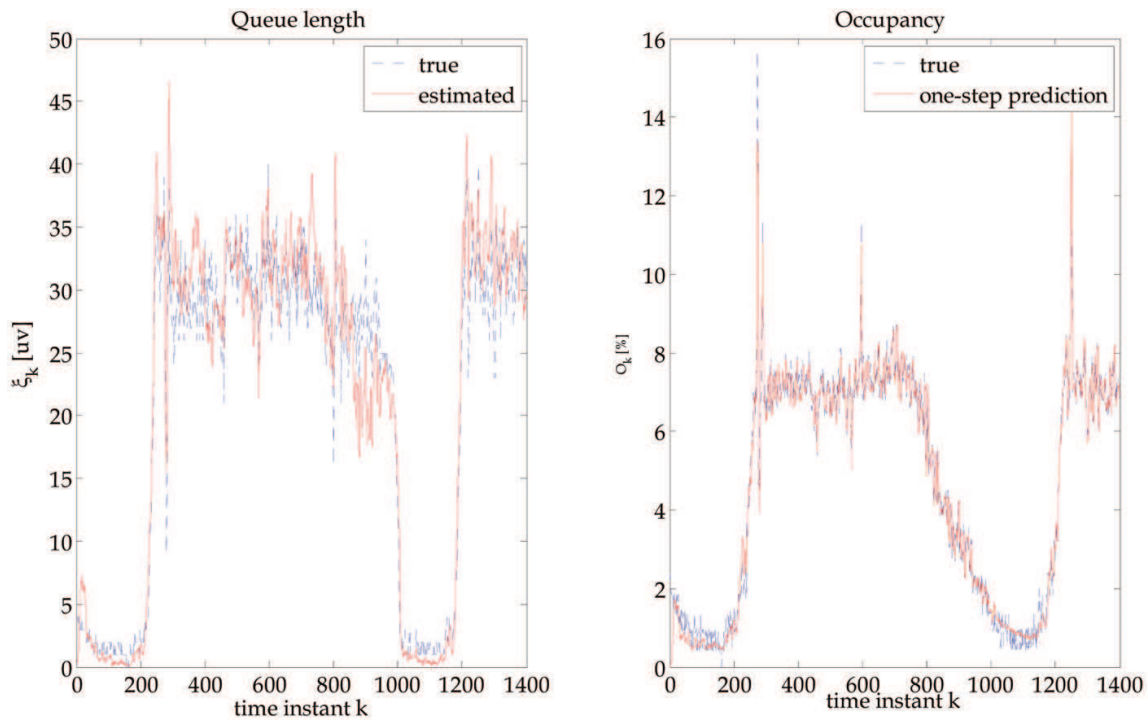 Queue length
50
45
40
35
30
25
20
15
10
5
0
ξk [uv]
true
estimated
0 200 400 600 800 1000 1200 1400
time instant k
Occupancy
16
14
12
10
8
6
4
2
0
Ok [%]
true
one-step prediction
0 200 400 600 800 1000 1200 1400
time instant k